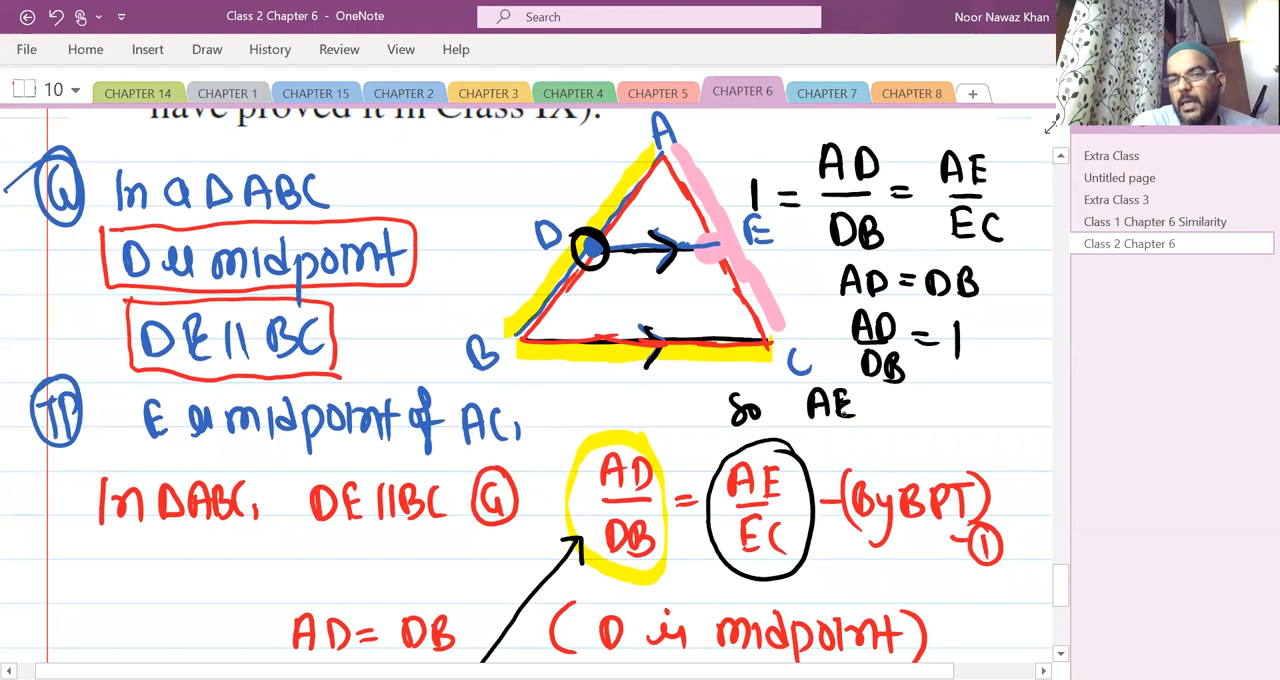 Class 2 Chapter 6 - OneNote
Search
Noor Nawaz Khan
File Home Insert Draw History Review View Help
10 CHAPTER 14 CHAPTER 1 CHAPTER 15 CHAPTER 2 CHAPTER 3 CHAPTER 4 CHAPTER 5 CHAPTER 6 CHAPTER 7 CHAPTER 8 +
Extra Class
Untitled page
Extra Class 3
Class 1 Chapter 6 Similarity
Class 2 Chapter 6
have proved it in Class IX).
G In a Δ ABC
D is midpoint
DE || BC
TP E is midpoint of AC,
A
D
E
B
C
1 = AD/DB = AE/EC
AD = DB
AD/DB = 1
So AE
In ΔABC, DE || BC G AD/DB = AE/EC - (By BPT) - 1
AD = DB ( D is midpoint )